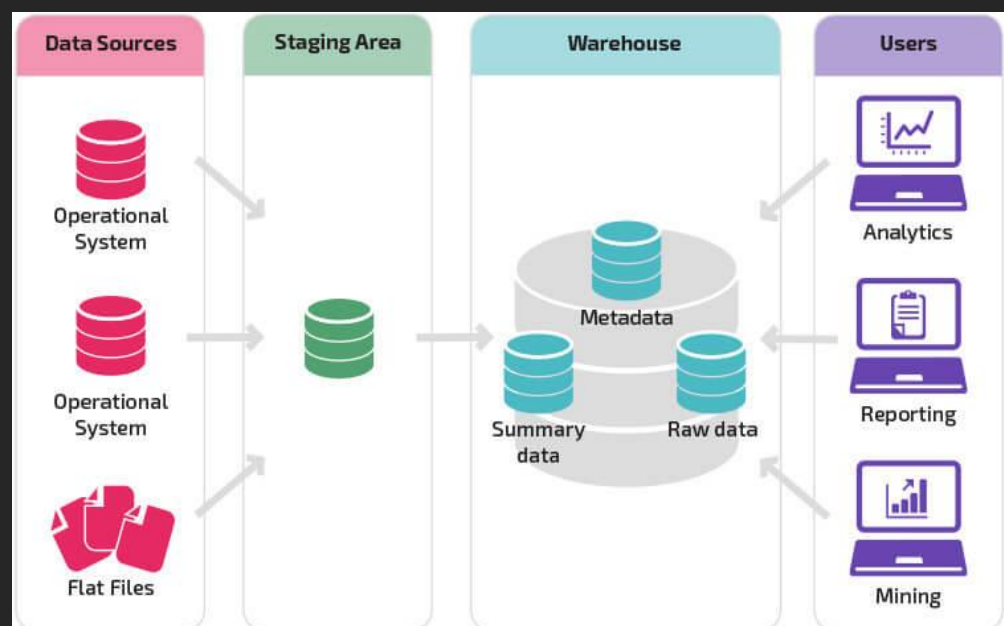 Data Sources
Staging Area
Warehouse
Users
Operational
System
Operational
System
Flat Files
Metadata
Summary
data
Raw data
Analytics
Reporting
Mining